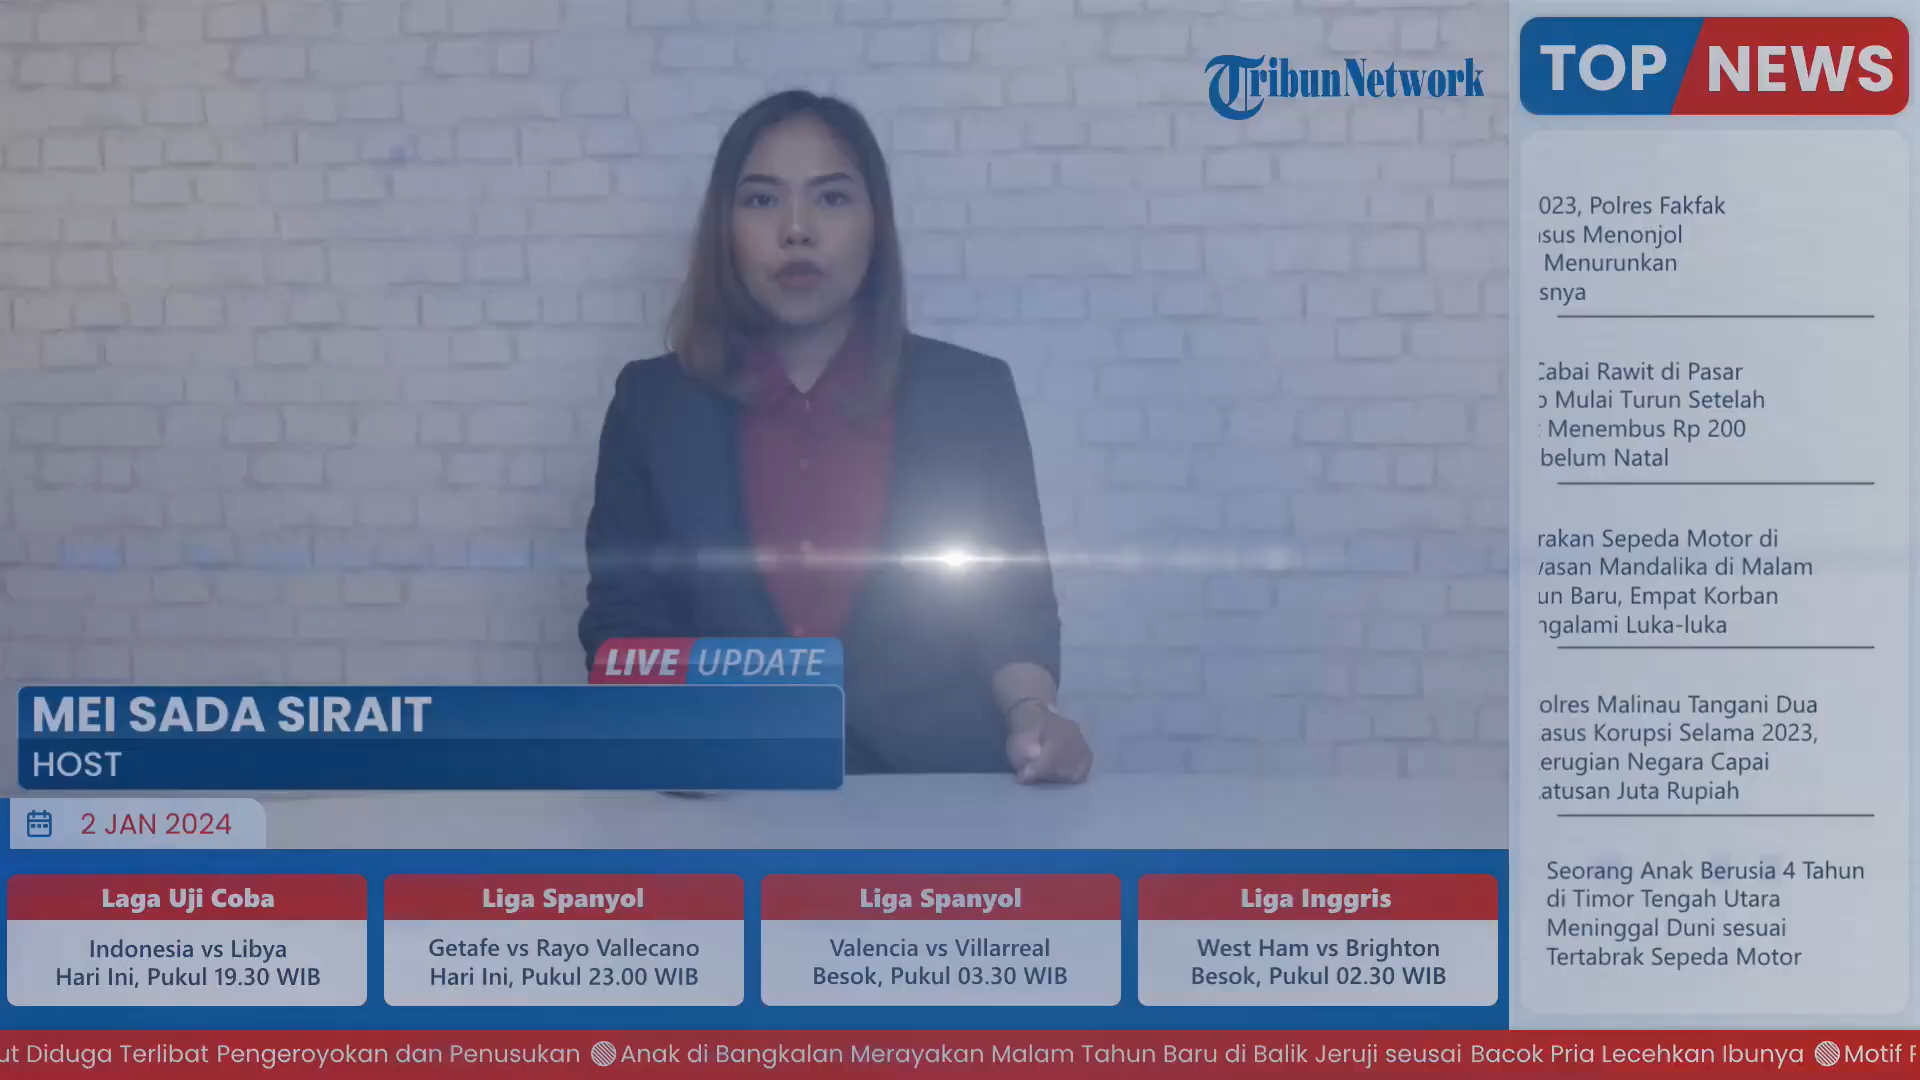 TribunNetwork
TOP NEWS
023, Polres Fakfak
sus Menonjol
Menurunkan
snya
Cabai Rawit di Pasar
Mulai Turun Setelah
Menembus Rp 200
belum Natal
rakan Sepeda Motor di
wasan Mandalika di Malam
un Baru, Empat Korban
ngalami Luka-luka
olres Malinau Tangani Dua
asus Korupsi Selama 2023,
erugian Negara Capai
atusan Juta Rupiah
Seorang Anak Berusia 4 Tahun
di Timor Tengah Utara
Meninggal Duni sesuai
Tertabrak Sepeda Motor
LIVE UPDATE
MEI SADA SIRAIT
HOST
2 JAN 2024
Laga Uji Coba
Indonesia vs Libya
Hari Ini, Pukul 19.30 WIB
Liga Spanyol
Getafe vs Rayo Vallecano
Hari Ini, Pukul 23.00 WIB
Liga Spanyol
Valencia vs Villarreal
Besok, Pukul 03.30 WIB
Liga Inggris
West Ham vs Brighton
Besok, Pukul 02.30 WIB
ut Diduga Terlibat Pengeroyokan dan Penusukan Anak di Bangkalan Merayakan Malam Tahun Baru di Balik Jeruji seusai Bacok Pria Lecehkan Ibunya Motif